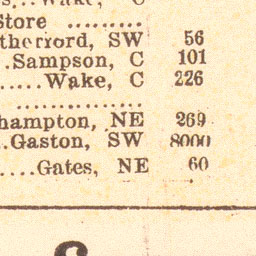 Wake, C
Store ............
therford, SW 56
..Sampson, C 101
......Wake, C 226
..................
hampton, NE 269
..Gaston, SW 8000
.....Gates, NE 60